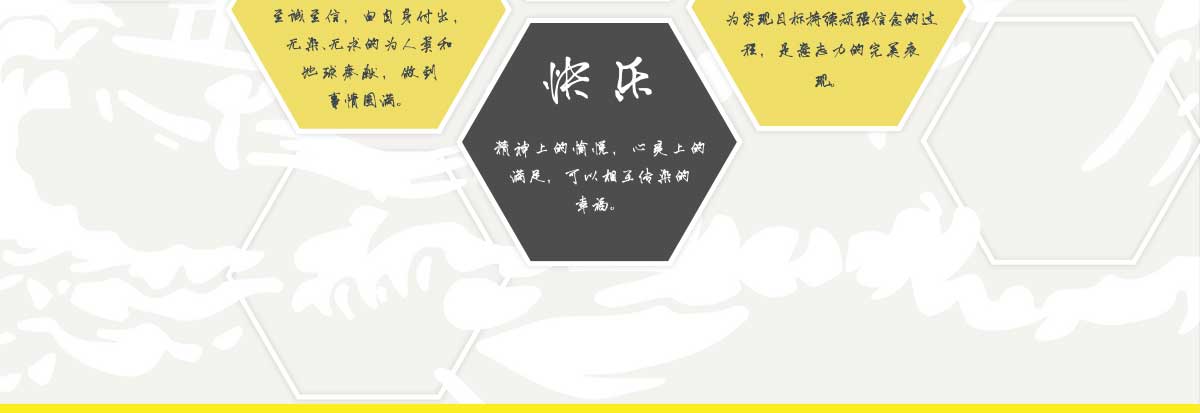 至诚至信，由自身付出，
无染、无求的为人类和
地球奉献，做到
事情圆满。
快乐
精神上的愉悦，心灵上的
满足，可以相互传染的
幸福。
为实现目标持续顽强信念的过
程，是意志力的完美表
现。